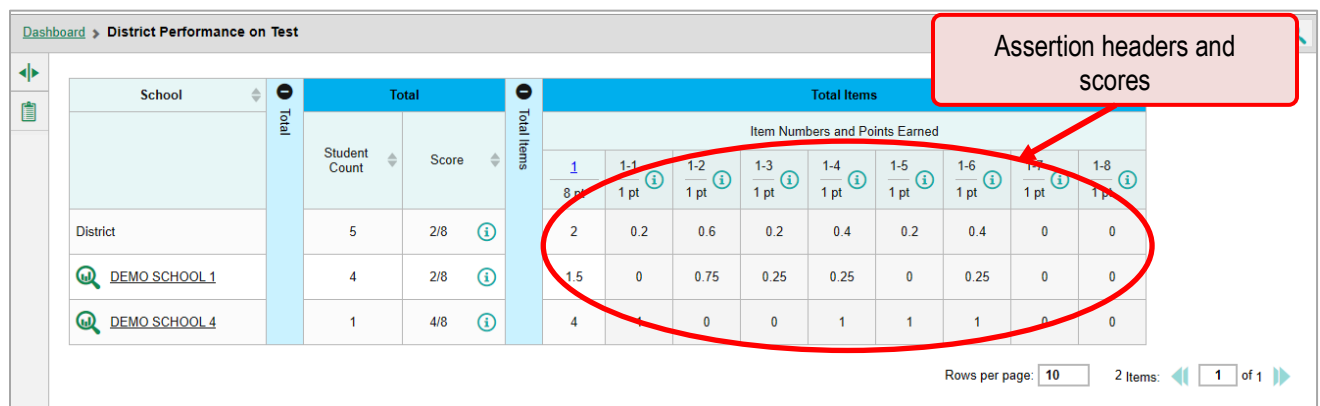 Dashboard > District Performance on Test
Assertion headers and
scores
School Total Total Total Items Total Items
Item Numbers and Points Earned
Student
Count Score
1 1-1 1-2 1-3 1-4 1-5 1-6 1-7 1-8
8 pt 1 pt 1 pt 1 pt 1 pt 1 pt 1 pt 1 pt 1 pt
District 5 2/8 2 0.2 0.6 0.2 0.4 0.2 0.4 0 0
DEMO SCHOOL 1 4 2/8 1.5 0 0.75 0.25 0.25 0 0.25 0 0
DEMO SCHOOL 4 1 4/8 4 1 0 0 1 1 1 0 0
Rows per page: 10 2 Items: 1 of 1